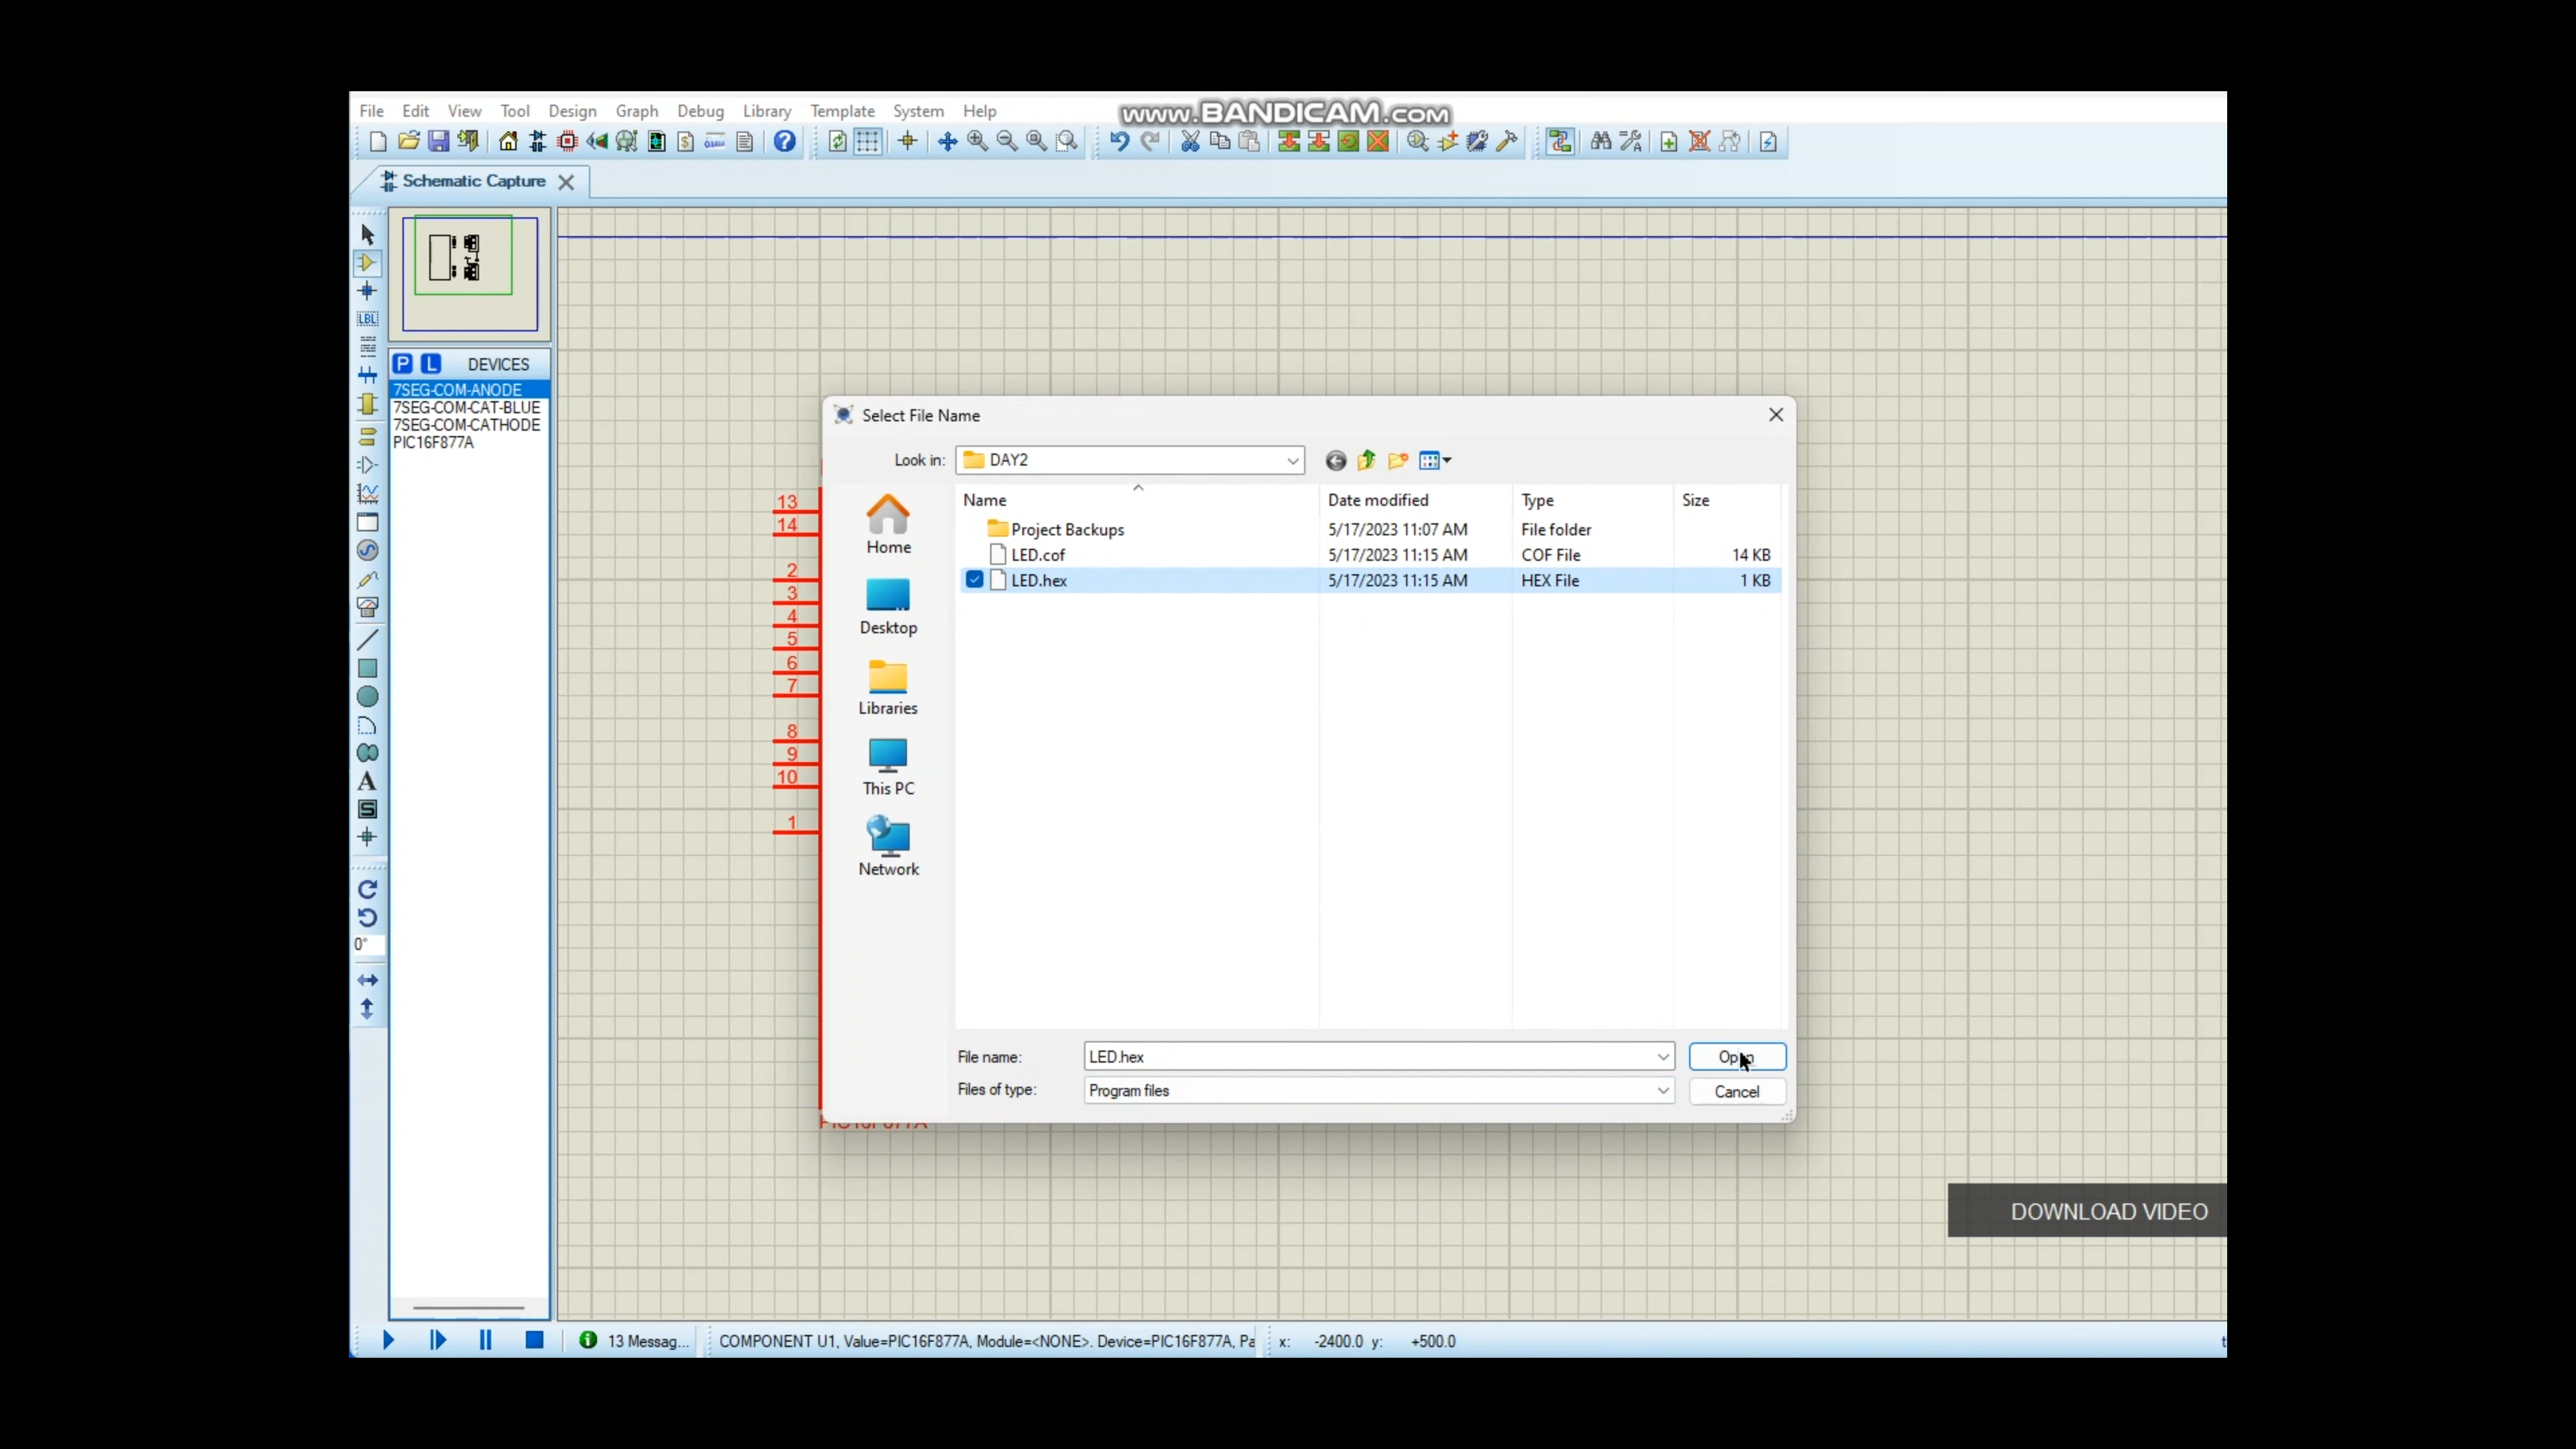 File Edit View Tool Design Graph Debug Library Template System Help
www.BANDICAM.com
Schematic Capture
P L DEVICES
7SEG-COM-ANODE
7SEG-COM-CAT-BLUE
7SEG-COM-CATHODE
PIC16F877A
LBL
A
S
0°
13
14
2
3
4
5
6
7
8
9
10
1
Select File Name
Look in: DAY2
Home
Desktop
Libraries
This PC
Network
Name Date modified Type Size
Project Backups 5/17/2023 11:07 AM File folder
LED.cof 5/17/2023 11:15 AM COF File 14 KB
LED.hex 5/17/2023 11:15 AM HEX File 1 KB
File name: LED.hex Open
Files of type: Program files Cancel
PIC16F877A
DOWNLOAD VIDEO
13 Messag... COMPONENT U1, Value=PIC16F877A, Module=<NONE>. Device=PIC16F877A, Pa x: -2400.0 y: +500.0 t